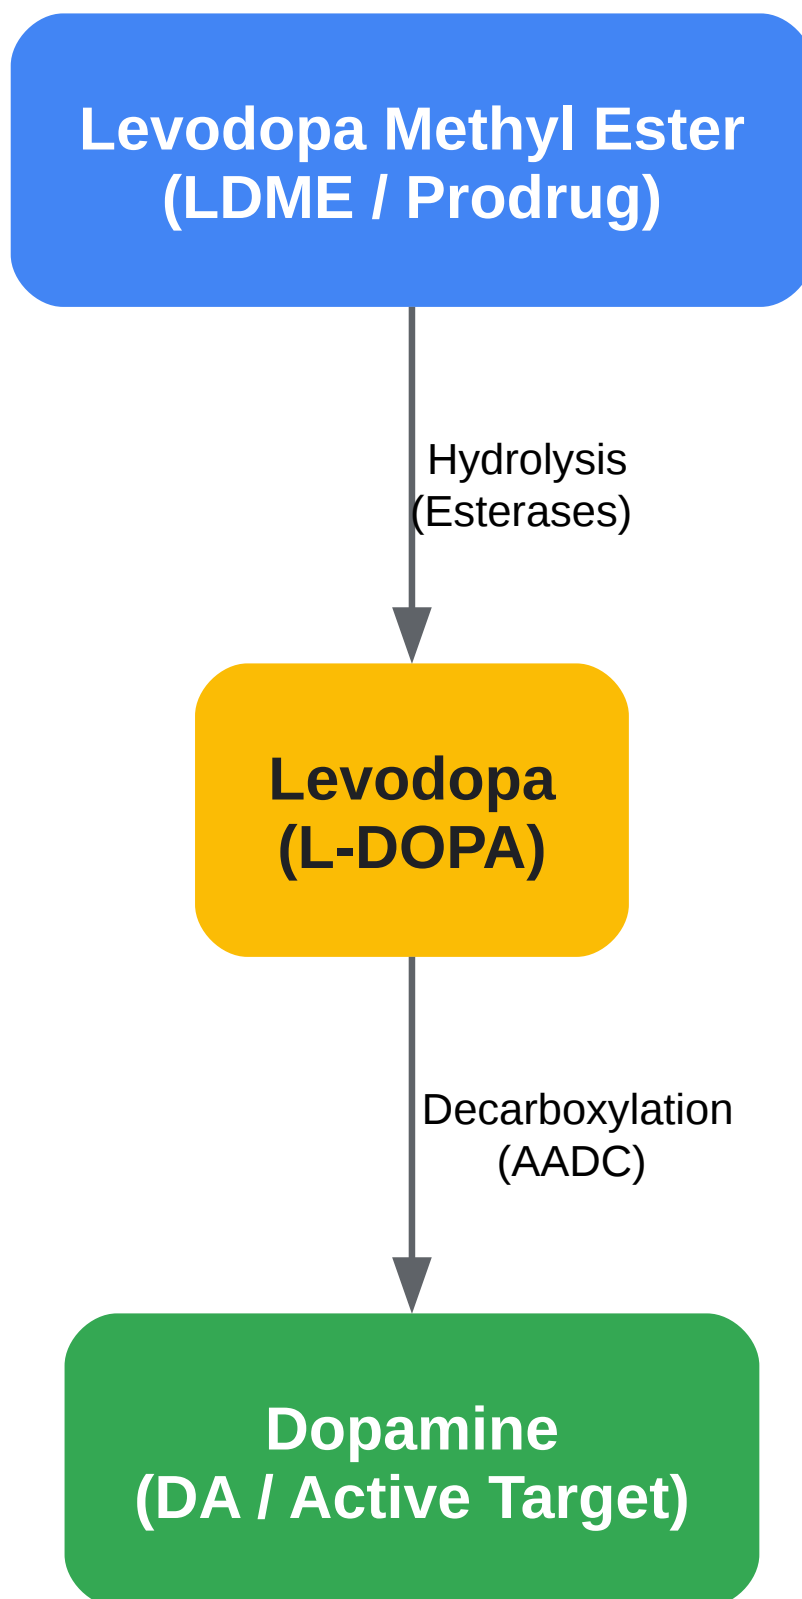 Levodopa Methyl Ester
(LDME / Prodrug)
Hydrolysis
(Esterases)
Levodopa
(L-DOPA)
Decarboxylation
(AADC)
Dopamine
(DA / Active Target)